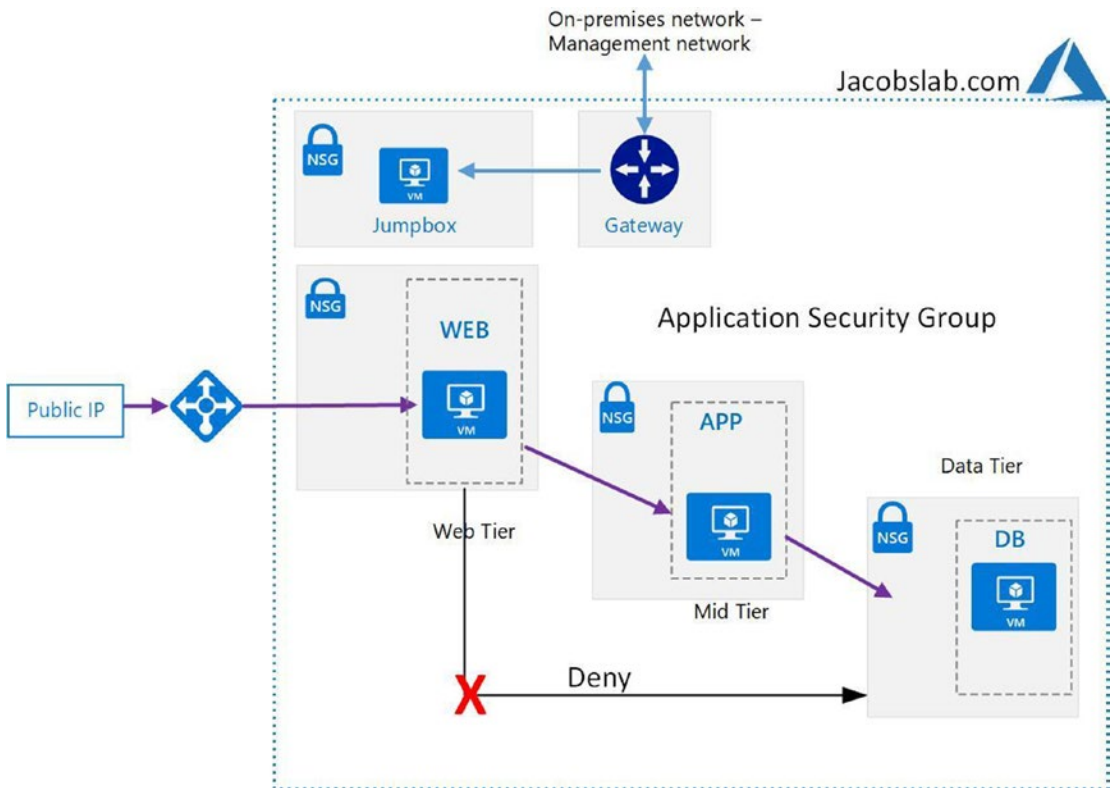 On-premises network –
Management network
Jacobslab.com
NSG
VM
Jumpbox
Gateway
NSG
WEB
VM
Application Security Group
Public IP
NSG
APP
VM
Data Tier
Web Tier
NSG
DB
VM
Mid Tier
Deny
X